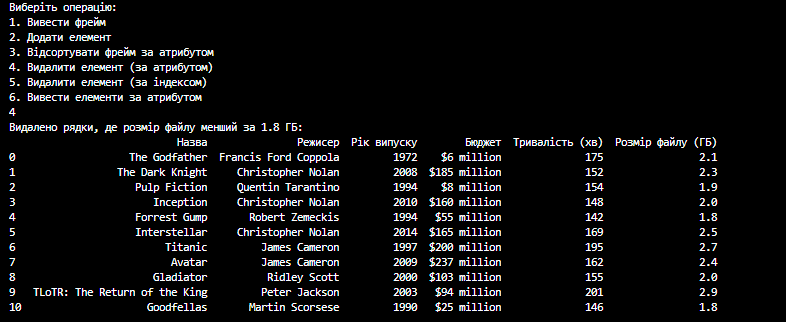 Виберіть операцію:
1. Вивести фрейм
2. Додати елемент
3. Відсортувати фрейм за атрибутом
4. Видалити елемент (за атрибутом)
5. Видалити елемент (за індексом)
6. Вивести елементи за атрибутом
4
Видалено рядки, де розмір файлу менший за 1.8 ГБ:
Назва Режисер Рік випуску Бюджет Тривалість (хв) Розмір файлу (ГБ)
0 The Godfather Francis Ford Coppola 1972 $6 million 175 2.1
1 The Dark Knight Christopher Nolan 2008 $185 million 152 2.3
2 Pulp Fiction Quentin Tarantino 1994 $8 million 154 1.9
3 Inception Christopher Nolan 2010 $160 million 148 2.0
4 Forrest Gump Robert Zemeckis 1994 $55 million 142 1.8
5 Interstellar Christopher Nolan 2014 $165 million 169 2.5
6 Titanic James Cameron 1997 $200 million 195 2.7
7 Avatar James Cameron 2009 $237 million 162 2.4
8 Gladiator Ridley Scott 2000 $103 million 155 2.0
9 TLoTR: The Return of the King Peter Jackson 2003 $94 million 201 2.9
10 Goodfellas Martin Scorsese 1990 $25 million 146 1.8